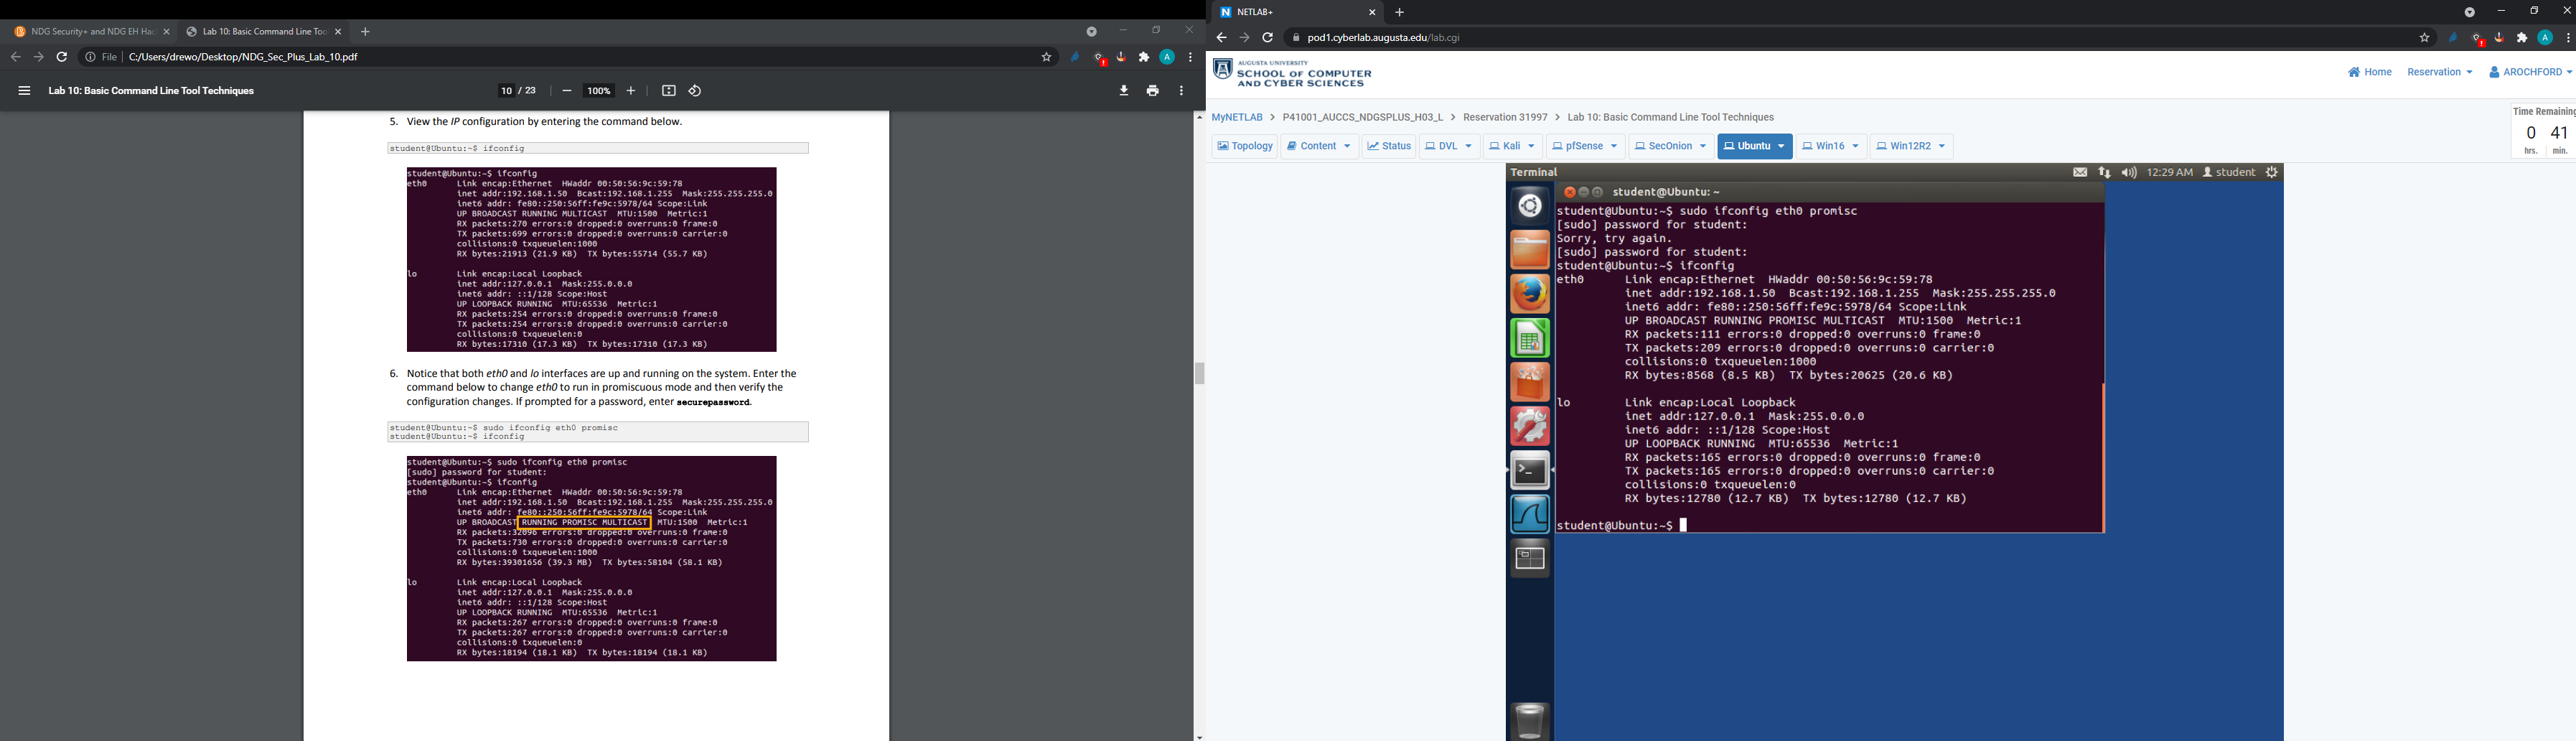 NDG Security+ and NDG EH Hac
Lab 10: Basic Command Line Too
File
C:/Users/drewo/Desktop/NDG_Sec_Plus_Lab_10.pdf
A
Lab 10: Basic Command Line Tool Techniques
10 / 23
100%
5. View the IP configuration by entering the command below.
student@Ubuntu:~$ ifconfig
student@Ubuntu:~$ ifconfig
eth0 Link encap:Ethernet HWaddr 00:50:56:9c:59:78
inet addr:192.168.1.50 Bcast:192.168.1.255 Mask:255.255.255.0
inet6 addr: fe80::250:56ff:fe9c:5978/64 Scope:Link
UP BROADCAST RUNNING MULTICAST MTU:1500 Metric:1
RX packets:270 errors:0 dropped:0 overruns:0 frame:0
TX packets:699 errors:0 dropped:0 overruns:0 carrier:0
collisions:0 txqueuelen:1000
RX bytes:21913 (21.9 KB) TX bytes:55714 (55.7 KB)
lo Link encap:Local Loopback
inet addr:127.0.0.1 Mask:255.0.0.0
inet6 addr: ::1/128 Scope:Host
UP LOOPBACK RUNNING MTU:65536 Metric:1
RX packets:254 errors:0 dropped:0 overruns:0 frame:0
TX packets:254 errors:0 dropped:0 overruns:0 carrier:0
collisions:0 txqueuelen:0
RX bytes:17310 (17.3 KB) TX bytes:17310 (17.3 KB)
6. Notice that both eth0 and lo interfaces are up and running on the system. Enter the
command below to change eth0 to run in promiscuous mode and then verify the
configuration changes. If prompted for a password, enter securepassword.
student@Ubuntu:~$ sudo ifconfig eth0 promisc
student@Ubuntu:~$ ifconfig
student@Ubuntu:~$ sudo ifconfig eth0 promisc
[sudo] password for student:
student@Ubuntu:~$ ifconfig
eth0 Link encap:Ethernet HWaddr 00:50:56:9c:59:78
inet addr:192.168.1.50 Bcast:192.168.1.255 Mask:255.255.255.0
inet6 addr: fe80::250:56ff:fe9c:5978/64 Scope:Link
UP BROADCAST RUNNING PROMISC MULTICAST MTU:1500 Metric:1
RX packets:32096 errors:0 dropped:0 overruns:0 frame:0
TX packets:730 errors:0 dropped:0 overruns:0 carrier:0
collisions:0 txqueuelen:1000
RX bytes:39301656 (39.3 MB) TX bytes:58104 (58.1 KB)
lo Link encap:Local Loopback
inet addr:127.0.0.1 Mask:255.0.0.0
inet6 addr: ::1/128 Scope:Host
UP LOOPBACK RUNNING MTU:65536 Metric:1
RX packets:267 errors:0 dropped:0 overruns:0 frame:0
TX packets:267 errors:0 dropped:0 overruns:0 carrier:0
collisions:0 txqueuelen:0
RX bytes:18194 (18.1 KB) TX bytes:18194 (18.1 KB)
N NETLAB+
pod1.cyberlab.augusta.edu/lab.cgi
A
AUGUSTA UNIVERSITY
SCHOOL OF COMPUTER
AND CYBER SCIENCES
Home Reservation AROCHFORD
MyNETLAB > P41001_AUCCS_NDGSPLUS_H03_L > Reservation 31997 > Lab 10: Basic Command Line Tool Techniques
Time Remaining
0 41
hrs. min.
Topology Content Status DVL Kali pfSense SecOnion Ubuntu Win16 Win12R2
Terminal 12:29 AM student
student@Ubuntu: ~
student@Ubuntu:~$ sudo ifconfig eth0 promisc
[sudo] password for student:
Sorry, try again.
[sudo] password for student:
student@Ubuntu:~$ ifconfig
eth0 Link encap:Ethernet HWaddr 00:50:56:9c:59:78
inet addr:192.168.1.50 Bcast:192.168.1.255 Mask:255.255.255.0
inet6 addr: fe80::250:56ff:fe9c:5978/64 Scope:Link
UP BROADCAST RUNNING PROMISC MULTICAST MTU:1500 Metric:1
RX packets:111 errors:0 dropped:0 overruns:0 frame:0
TX packets:209 errors:0 dropped:0 overruns:0 carrier:0
collisions:0 txqueuelen:1000
RX bytes:8568 (8.5 KB) TX bytes:20625 (20.6 KB)
lo Link encap:Local Loopback
inet addr:127.0.0.1 Mask:255.0.0.0
inet6 addr: ::1/128 Scope:Host
UP LOOPBACK RUNNING MTU:65536 Metric:1
RX packets:165 errors:0 dropped:0 overruns:0 frame:0
TX packets:165 errors:0 dropped:0 overruns:0 carrier:0
collisions:0 txqueuelen:0
RX bytes:12780 (12.7 KB) TX bytes:12780 (12.7 KB)
student@Ubuntu:~$